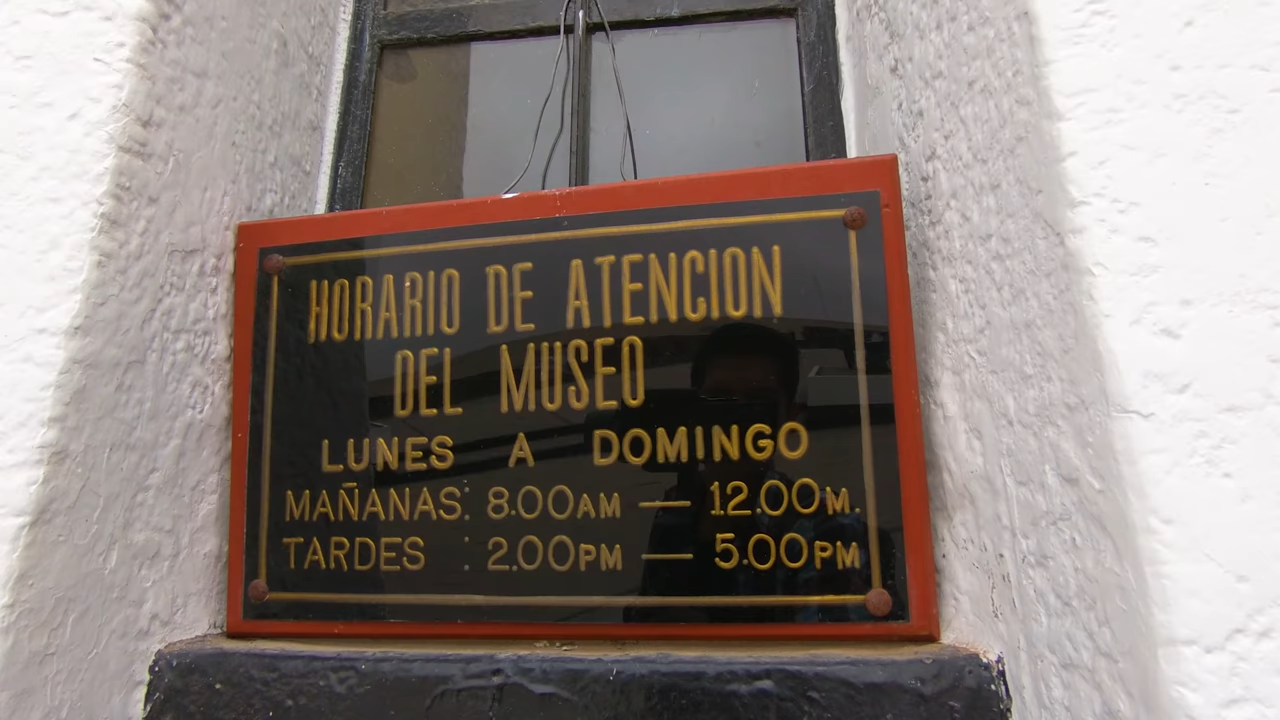 HORARIO DE ATENCION
DEL MUSEO
LUNES A DOMINGO
MAÑANAS: 8.00AM — 12.00M.
TARDES : 2.00PM — 5.00PM